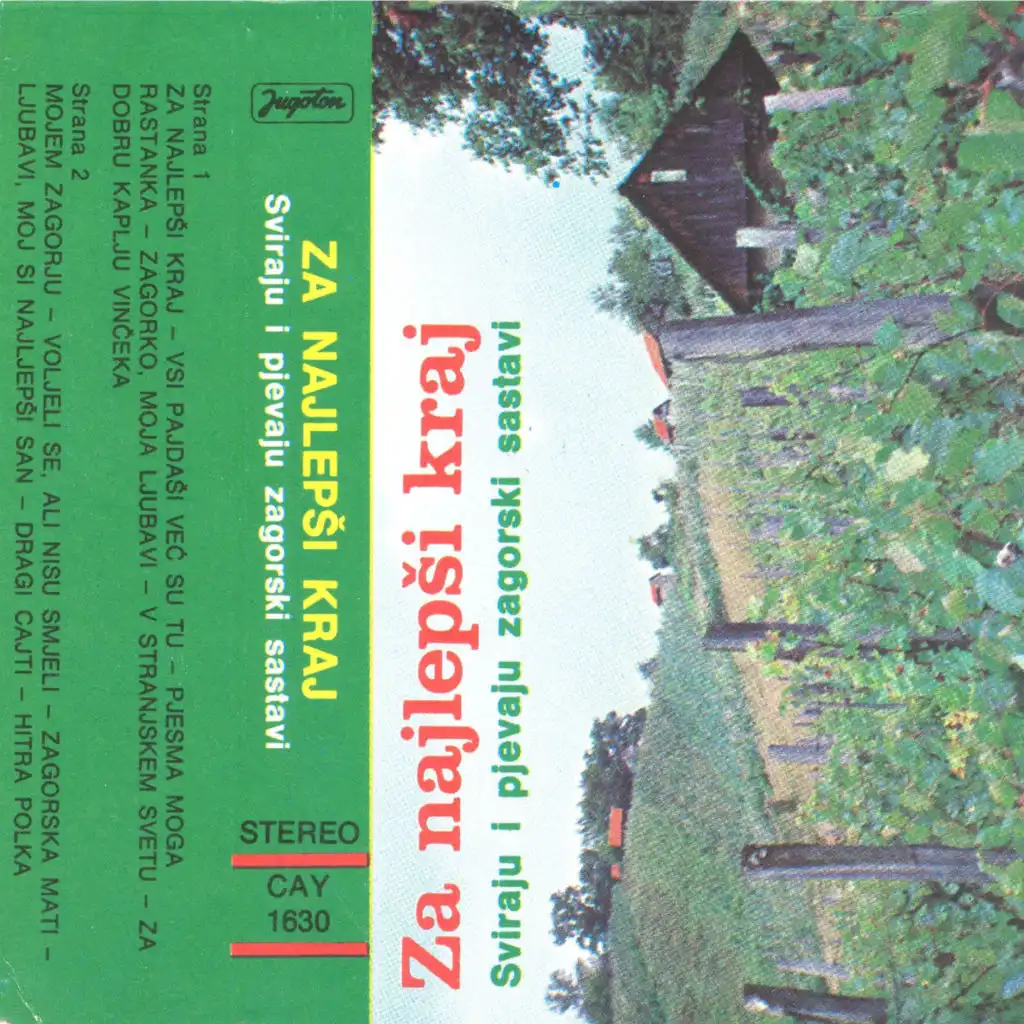 Jugoton
ZA NAJLEPŠI KRAJ
Sviraju i pjevaju zagorski sastavi
STEREO
CAY
1630
Strana 1
ZA NAJLEPŠI KRAJ – VSI PAJDAŠI VEĆ SU TU – PJESMA MOGA
RASTANKA – ZAGORKO, MOJA LJUBAVI – V STRANJSKEM SVETU – ZA
DOBRU KAPLJU VINČEKA
Strana 2
MOJEM ZAGORJU – VOLJELI SE, ALI NISU SMJELI – ZAGORSKA MATI –
LJUBAVI, MOJ SI NAJLJEPŠI SAN – DRAGI CAJTI – HITRA POLKA
Za najlepši kraj
Sviraju i pjevaju zagorski sastavi